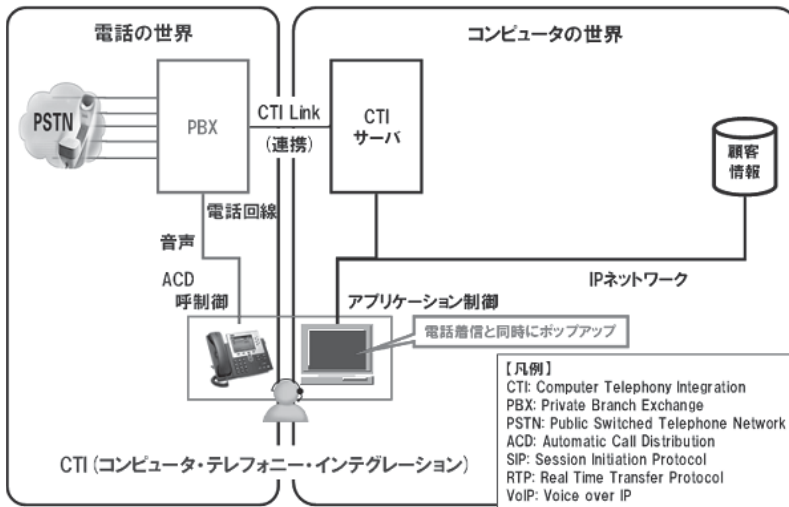 電話の世界
コンピュータの世界
PSTN
PBX
CTI Link
(連携)
CTI
サーバ
顧客
情報
電話回線
音声
ACD
呼制御
IPネットワーク
アプリケーション制御
電話着信と同時にポップアップ
CTI(コンピュータ・テレフォニー・インテグレーション)
【凡例】
CTI: Computer Telephony Integration
PBX: Private Branch Exchange
PSTN: Public Switched Telephone Network
ACD: Automatic Call Distribution
SIP: Session Initiation Protocol
RTP: Real Time Transfer Protocol
VoIP: Voice over IP